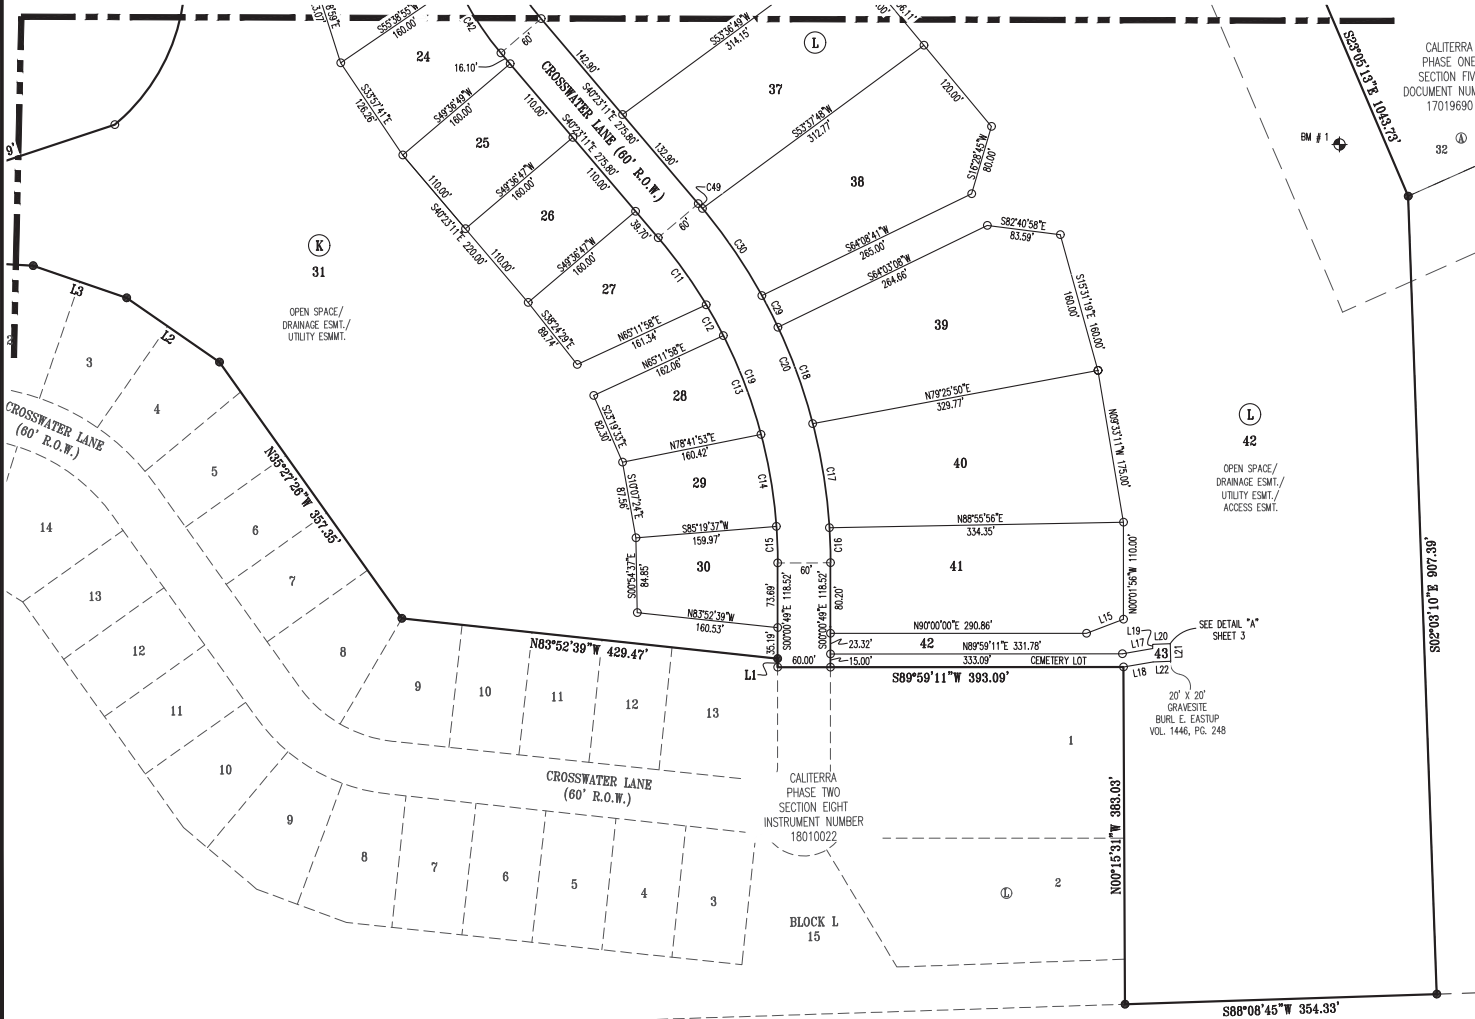 S55°38'55"W
160.00'
C42
60'
24
16.10'
142.90'
S53°36'49"W
314.15'
L
37
120.00'
S23°05'13"E 1043.73'
CALITERRA
PHASE ONE
DOCUMENT
17019690
BM # 1
32
A
S33°57'41"E
126.26'
S49°36'49"W
160.00'
110.00'
CROSSWATER LANE (60' R.O.W.)
S40°23'11"E 275.80'
S53°37'48"W
312.77'
25
S40°23'11"E 275.80'
132.90'
S16°28'45"W
80.00'
38
C49
60'
110.00'
S49°36'47"W
160.00'
110.00'
S40°23'11"E 220.00'
26
39.70'
K
31
OPEN SPACE/
DRAINAGE ESMT./
UTILITY ESMMT.
110.00'
S49°36'47"W
160.00'
27
C11
C30
S64°08'41"W
265.00'
S82°40'58"E
83.59'
S64°03'08"W
264.66'
S15°31'19"E 160.00'
160.00'
L3
L2
S38°24'29"E
89.74'
N65°11'58"E
161.34'
C12
C29
39
N65°11'58"E
162.06'
C19
C13
C20
C18
3
4
28
S23°19'33"E
82.30'
N79°25'50"E
329.77'
N09°33'11"W 175.00'
L
42
OPEN SPACE/
DRAINAGE ESMT./
UTILITY ESMT./
ACCESS ESMT.
CROSSWATER LANE
(60' R.O.W.)
N78°41'53"E
160.42'
40
C17
C14
29
S10°07'24"E
87.56'
5
N35°27'26"W 357.35'
6
14
S85°19'37"W
159.97'
C15
C16
N88°55'56"E
334.35'
N00°01'56"W 110.00'
S02°03'10"E 907.39'
60'
41
30
S00°54'37"E
84.85'
7
13
73.69'
S00°00'49"E 118.52'
S00°00'49"E 118.52'
80.20'
N83°52'39"W
160.53'
35.19'
N90°00'00"E 290.86'
L15
42
23.32'
N89°59'11"E 331.78'
L19
L17
L20
SEE DETAIL "A"
SHEET 3
43
L21
60.00'
15.00'
333.09'
CEMETERY LOT
L18
L22
L1
S89°59'11"W 393.09'
N83°52'39"W 429.47'
20' X 20'
GRAVESITE
BURL E. EASTUP
VOL. 1446, PG. 248
12
8
9
10
11
12
13
11
1
10
CROSSWATER LANE
(60' R.O.W.)
CALITERRA
PHASE TWO
SECTION EIGHT
INSTRUMENT NUMBER
18010022
N00°15'31"W 383.03'
9
8
7
6
5
4
3
L
2
BLOCK L
15
S88°08'45"W 354.33'